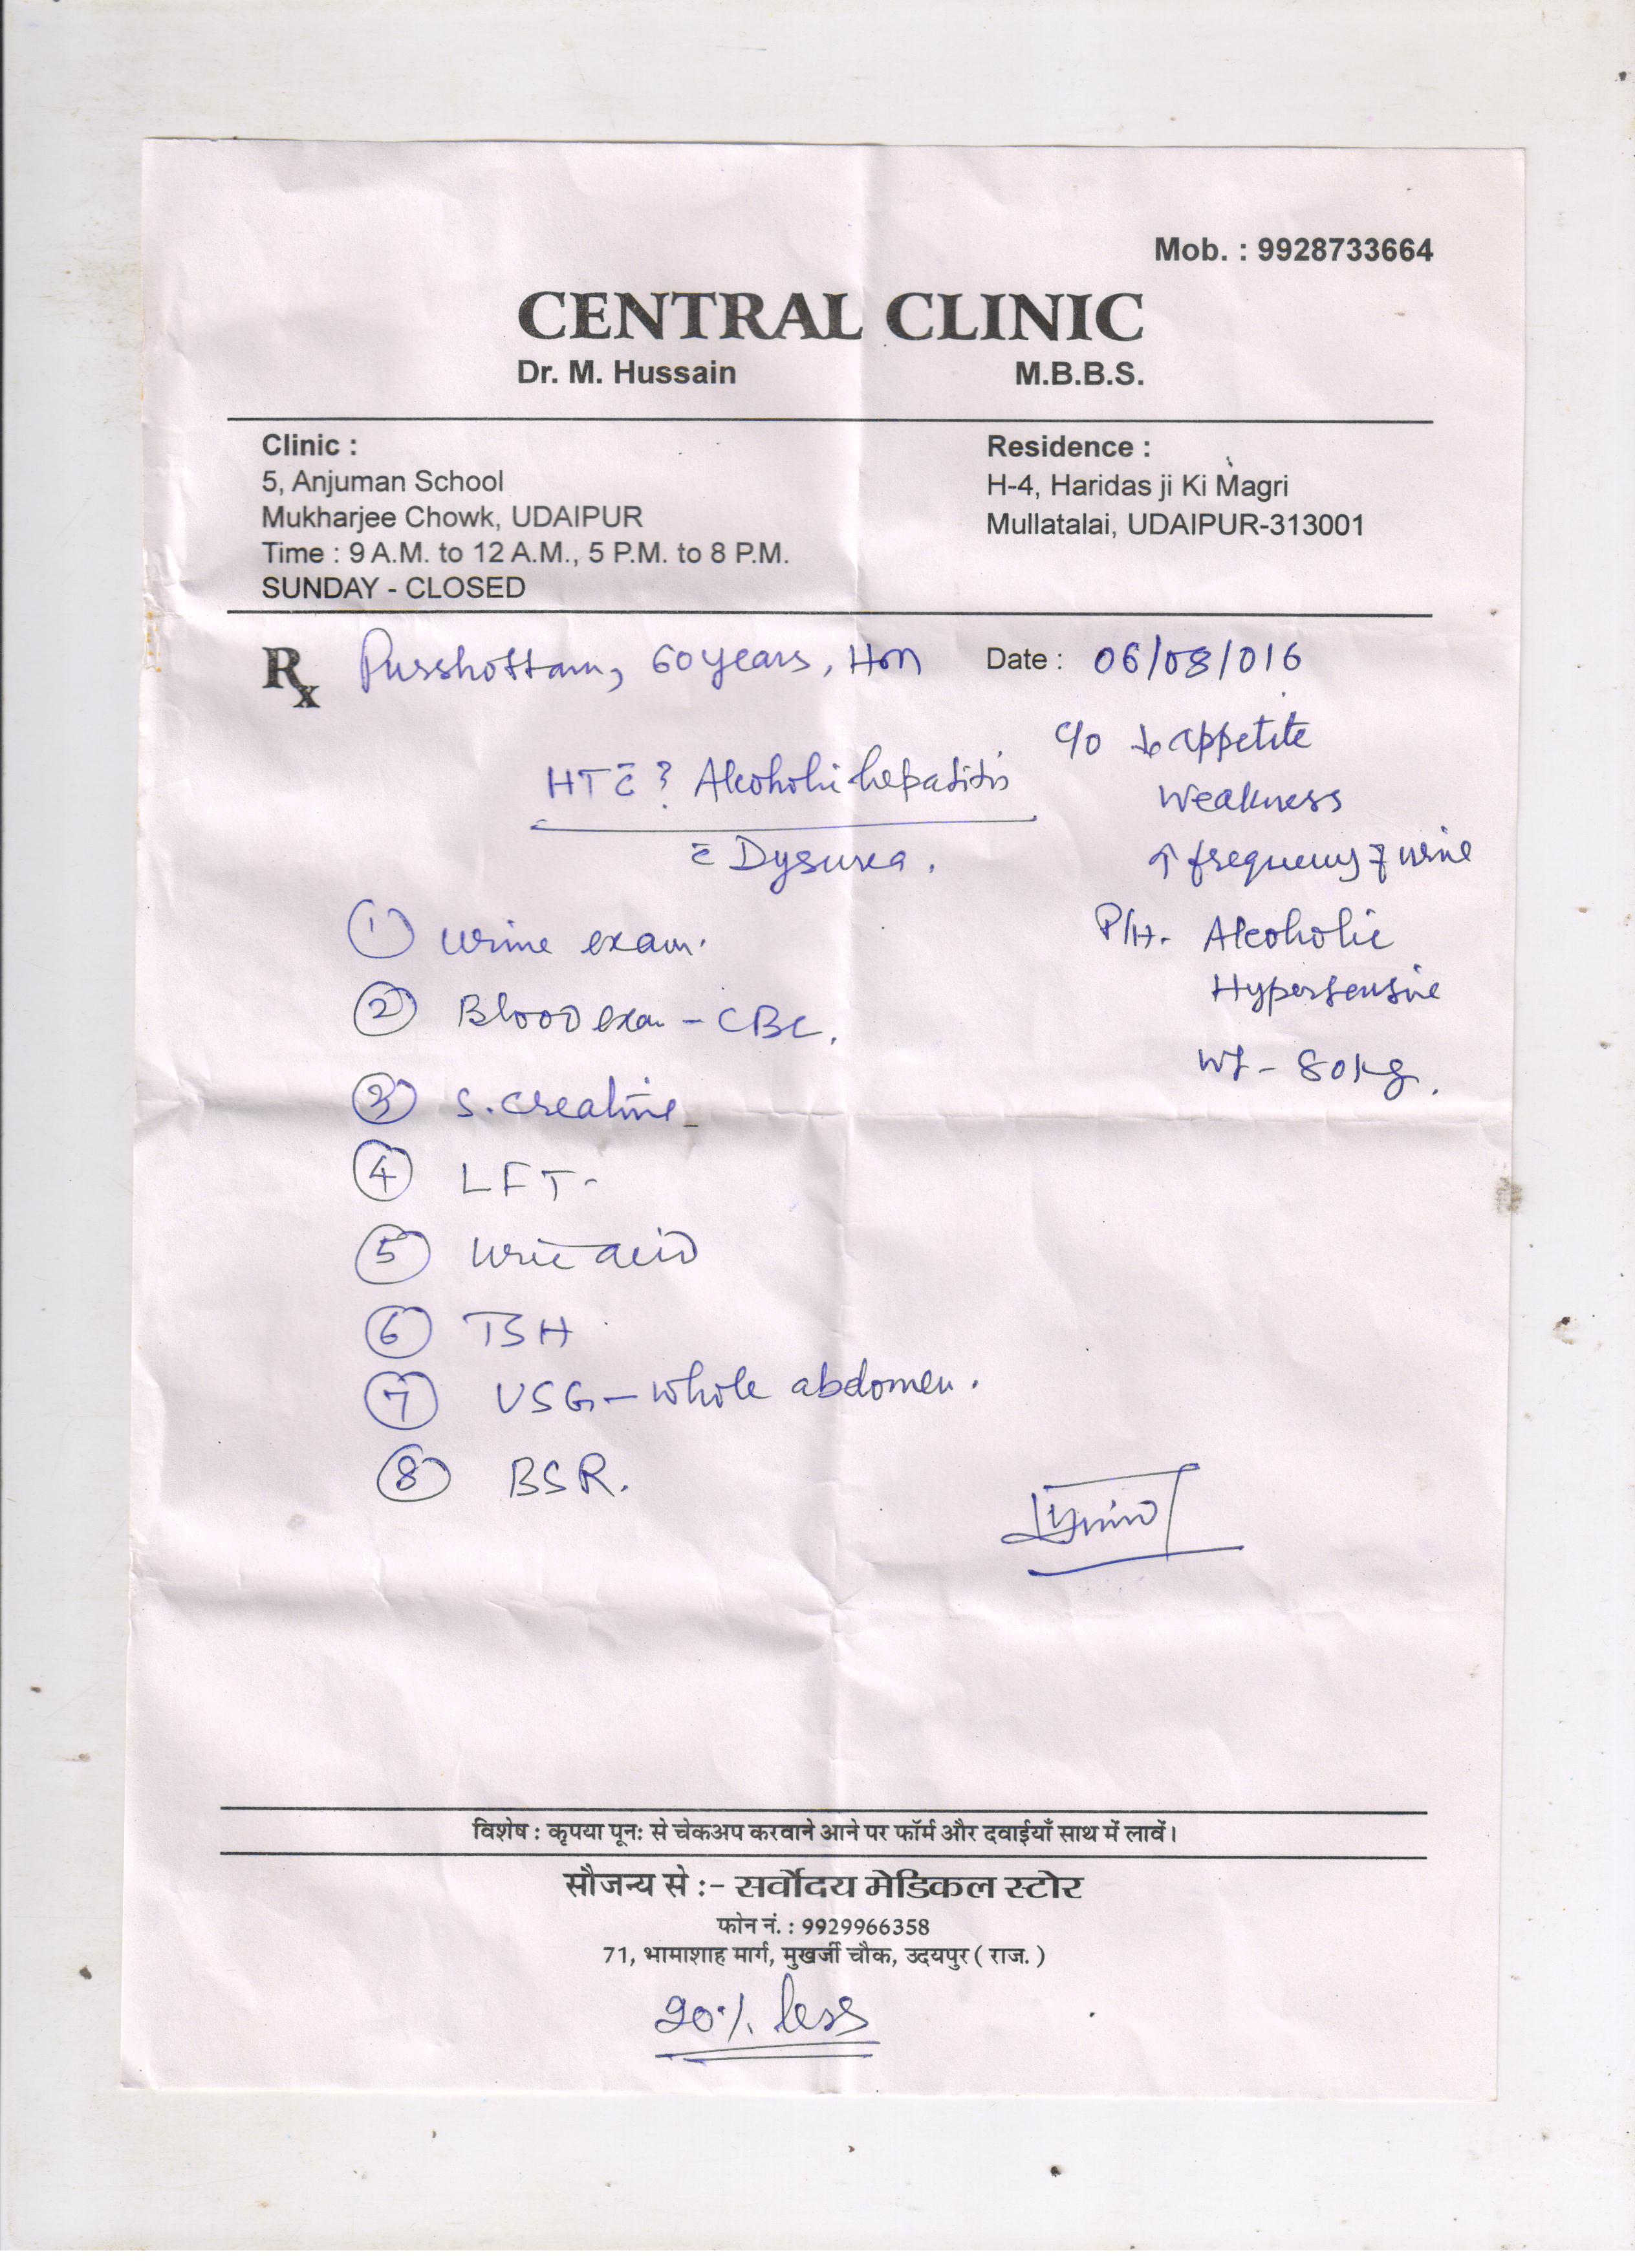 Mob. : 9928733664
CENTRAL CLINIC
Dr. M. Hussain M.B.B.S.
Clinic :
5, Anjuman School
Mukharjee Chowk, UDAIPUR
Time : 9 A.M. to 12 A.M., 5 P.M. to 8 P.M.
SUNDAY - CLOSED
Residence :
H-4, Haridas ji Ki Magri
Mullatalai, UDAIPUR-313001
Rx Purshottam, 60 years, Date : 06/08/016
c/o ↓ appetite
Weakness
↑ frequency of urine
P/H. Alcoholic
Hypertensive
Wt - 80 kg.
HT c̄ ? Alcoholic hepatitis
c̄ Dysurea.
① Urine exam.
② Blood exam - CBC.
③ S. creatine
④ LFT.
⑤ Uric acid
⑥ TSH
⑦ USG - whole abdomen.
⑧ BSR.
विशेष : कृपया पूनः से चेकअप करवाने आने पर फॉर्म और दवाईयाँ साथ में लावें।
सौजन्य से :- सर्वोदय मेडिकल स्टोर
फोन नं. : 9929966358
71, भामाशाह मार्ग, मुखर्जी चौक, उदयपुर ( राज. )
20% less